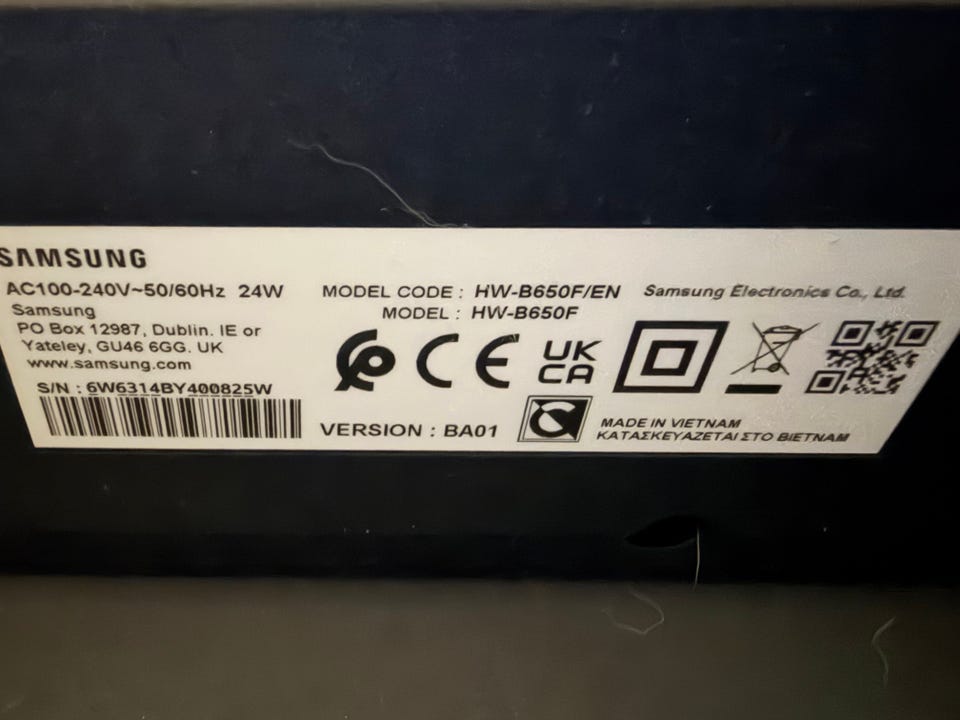 SAMSUNG
AC100-240V~50/60Hz 24W
Samsung
PO Box 12987, Dublin. IE or
Yateley, GU46 6GG. UK
www.samsung.com
S/N : 6W6314BY400825W
MODEL CODE : HW-B650F/EN
MODEL : HW-B650F
Samsung Electronics Co., Ltd.
CE
UK
CA
VERSION : BA01
MADE IN VIETNAM
ΚΑΤΑΣΚΕΥΑΖΕΤΑΙ ΣΤΟ ΒΙΕΤΝΑΜ